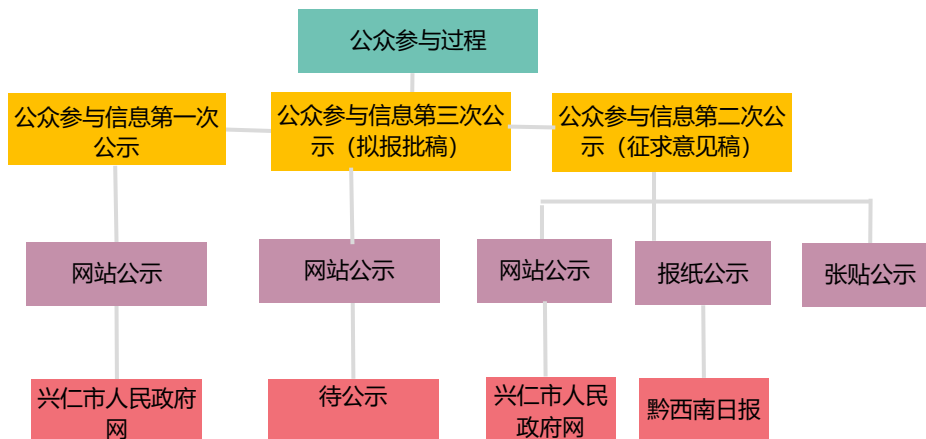 公众参与过程
公众参与信息第一次
公示
公众参与信息第三次公
示（拟报批稿）
公众参与信息第二次公
示（征求意见稿）
网站公示
网站公示
网站公示
报纸公示
张贴公示
兴仁市人民政府
网
待公示
兴仁市人民
政府网
黔西南日报